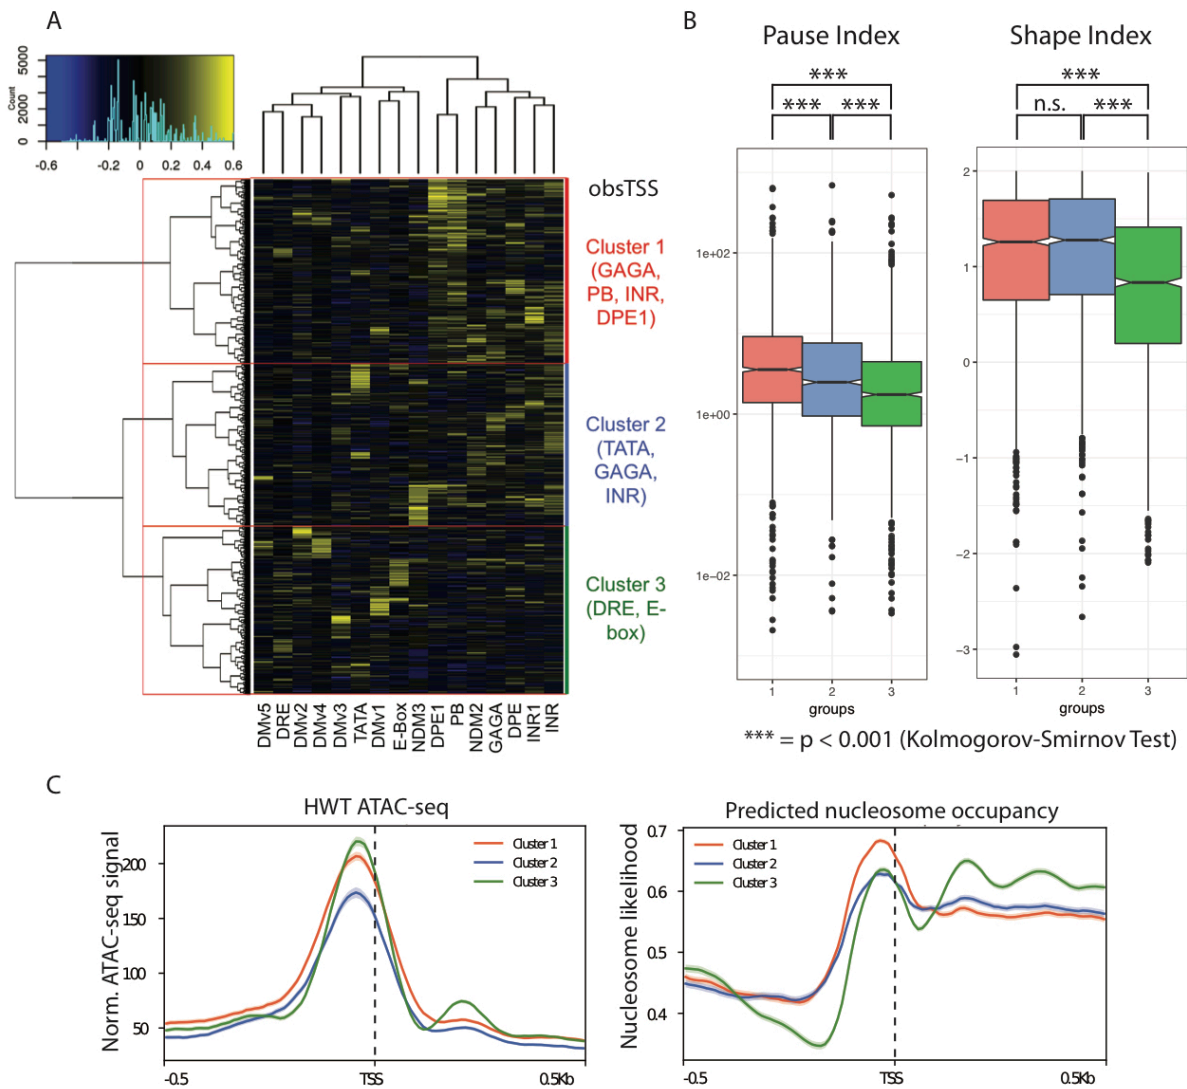 A
5000
2000
0
Count
-0.6
-0.4
-0.2
0
0.2
0.4
0.6
obsTSS
Cluster 1
(GAGA,
PB, INR,
DPE1)
Cluster 2
(TATA,
GAGA,
INR)
Cluster 3
(DRE, E-
box)
DMv5
DRE
DMv2
DMv4
DMv3
TATA
DMv1
E-Box
NDM3
DPE1
PB
NDM2
GAGA
DPE
INR1
INR
B
Pause Index
***
*** ***
1e+02
1e+00
1e-02
1 2 3
groups
Shape Index
***
n.s. ***
2
1
0
−1
−2
−3
1 2 3
groups
*** = p < 0.001 (Kolmogorov-Smirnov Test)
C
HWT ATAC-seq
Norm. ATAC-seq signal
200
150
100
50
Cluster 1
Cluster 2
Cluster 3
-0.5 TSS 0.5Kb
Predicted nucleosome occupancy
Nucleosome likelihood
0.7
0.6
0.5
0.4
Cluster 1
Cluster 2
Cluster 3
-0.5 TSS 0.5Kb